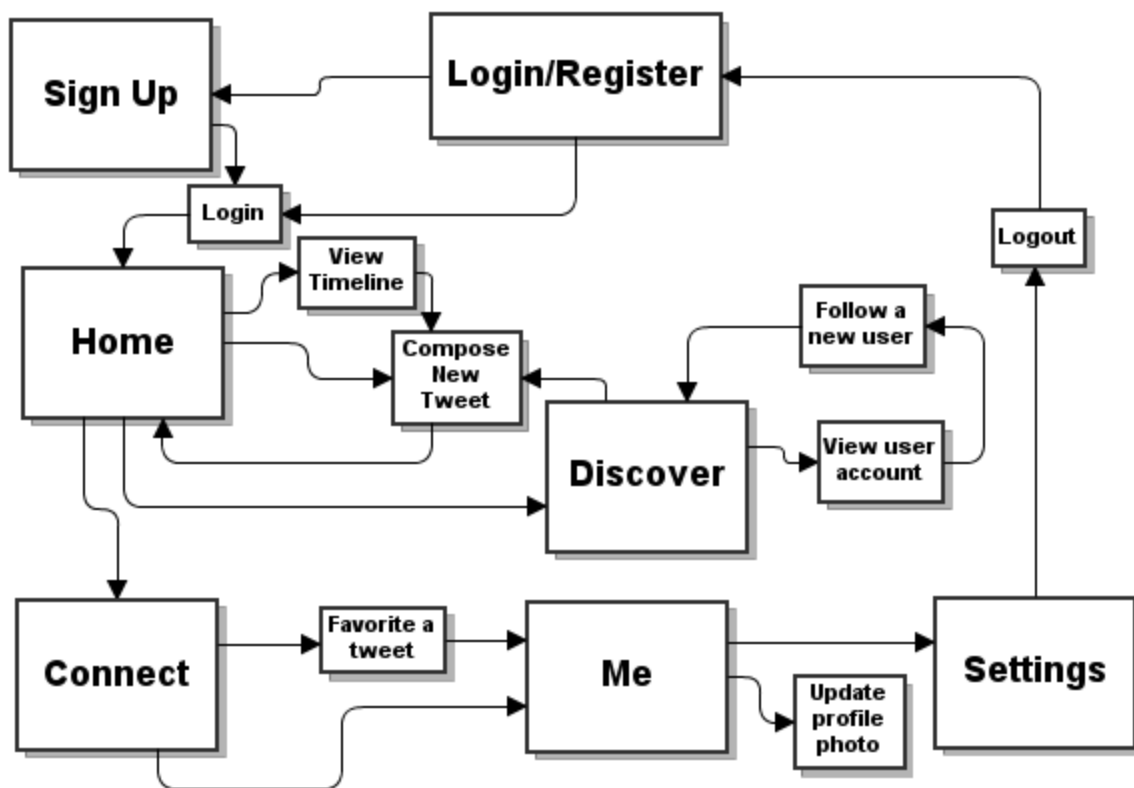 Sign Up
Login/Register
Login
Logout
View
Timeline
Home
Compose
New
Tweet
Follow a
new user
Discover
View user
account
Connect
Favorite a
tweet
Me
Update
profile
photo
Settings